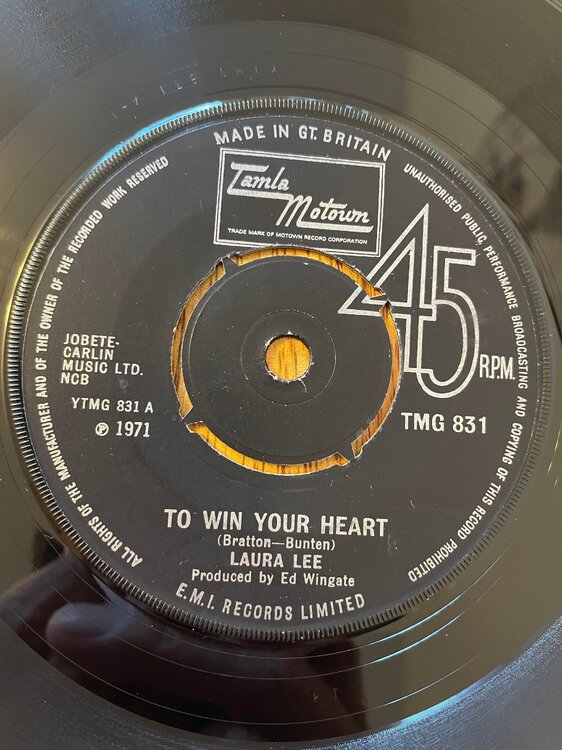 MADE IN GT. BRITAIN
Tamla
Motown
TRADE MARK OF MOTOWN RECORD CORPORATION
45
R.P.M.
JOBETE-
CARLIN
MUSIC LTD.
NCB
YTMG 831 A
℗ 1971
TMG 831
TO WIN YOUR HEART
(Bratton—Bunten)
LAURA LEE
Produced by Ed Wingate
E.M.I. RECORDS LIMITED
ALL RIGHTS OF THE MANUFACTURER AND OF THE OWNER OF THE RECORDED WORK RESERVED
UNAUTHORISED PUBLIC PERFORMANCE BROADCASTING AND COPYING OF THIS RECORD PROHIBITED